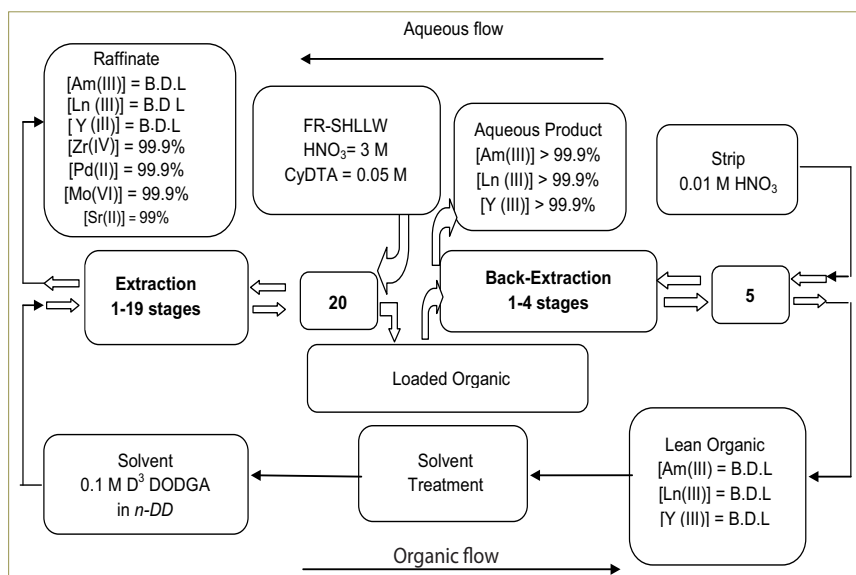 Aqueous flow
Raffinate
[Am(III)] = B.D.L
[Ln (III)] = B.D L
[Y (III)] = B.D.L
[Zr(IV)] = 99.9%
[Pd(II)] = 99.9%
[Mo(VI)] = 99.9%
[Sr(II)] = 99%
FR-SHLLW
HNO₃= 3 M
CyDTA = 0.05 M
Aqueous Product
[Am(III)] > 99.9%
[Ln (III)] > 99.9%
[Y (III)] > 99.9%
Strip
0.01 M HNO₃
Extraction
1-19 stages
20
Back-Extraction
1-4 stages
5
Loaded Organic
Solvent
0.1 M D³ DODGA
in n-DD
Solvent
Treatment
Lean Organic
[Am(III) = B.D.L
[Ln(III)] = B.D.L
[Y (III)] = B.D.L
Organic flow